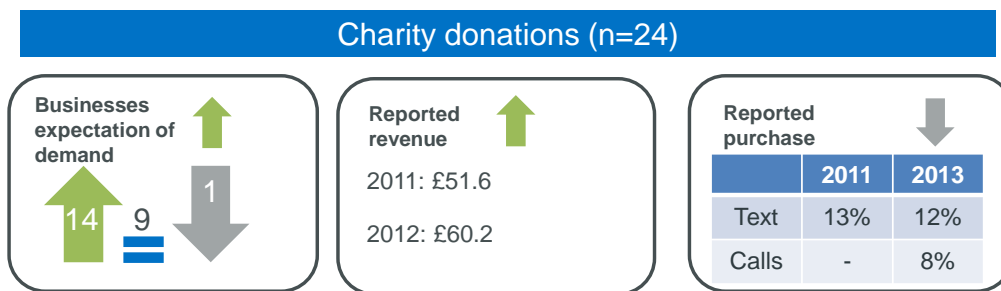 Charity donations (n=24)
Businesses
expectation of
demand
14
9
1
Reported
revenue
2011: £51.6
2012: £60.2
Reported
purchase
2011 2013
Text 13% 12%
Calls - 8%